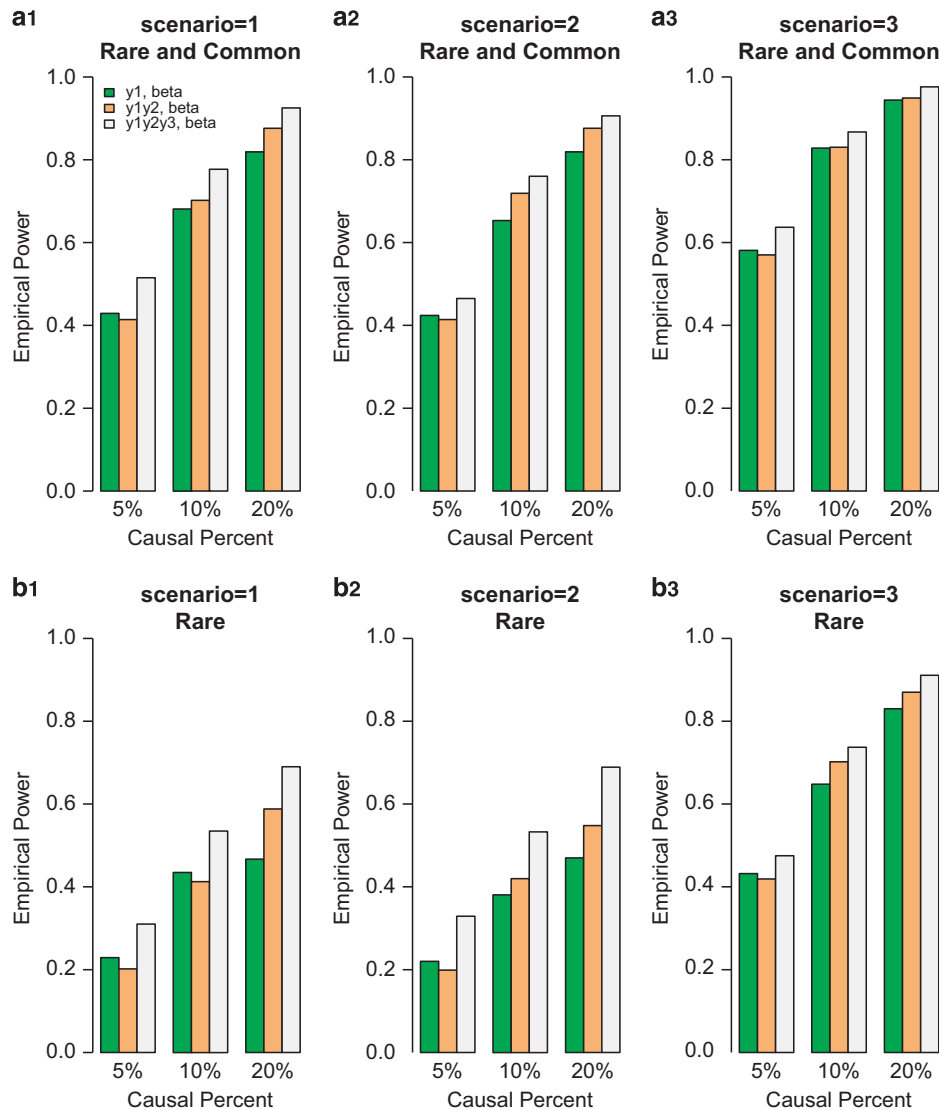 a1
scenario=1
Rare and Common
1.0
0.8
0.6
0.4
0.2
0.0
Empirical Power
y1, beta
y1y2, beta
y1y2y3, beta
5%
10%
20%
Causal Percent
a2
scenario=2
Rare and Common
1.0
0.8
0.6
0.4
0.2
0.0
Empirical Power
5%
10%
20%
Causal Percent
a3
scenario=3
Rare and Common
1.0
0.8
0.6
0.4
0.2
0.0
Empirical Power
5%
10%
20%
Casual Percent
b1
scenario=1
Rare
1.0
0.8
0.6
0.4
0.2
0.0
Empirical Power
5%
10%
20%
Causal Percent
b2
scenario=2
Rare
1.0
0.8
0.6
0.4
0.2
0.0
Empirical Power
5%
10%
20%
Causal Percent
b3
scenario=3
Rare
1.0
0.8
0.6
0.4
0.2
0.0
Empirical Power
5%
10%
20%
Causal Percent